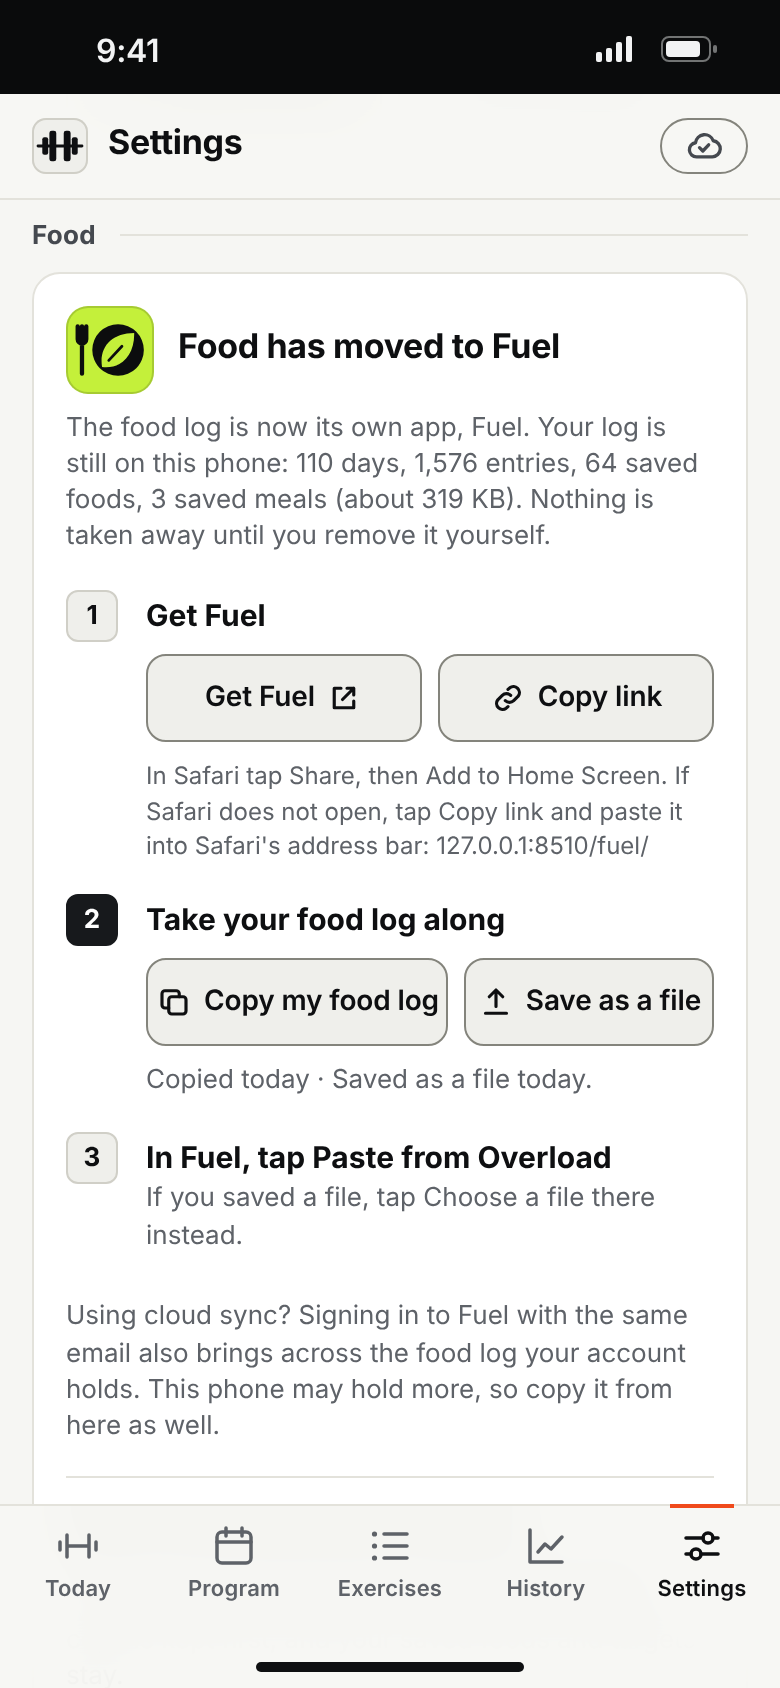 9:41
Settings
Food
Food has moved to Fuel
The food log is now its own app, Fuel. Your log is
still on this phone: 110 days, 1,576 entries, 64 saved
foods, 3 saved meals (about 319 KB). Nothing is
taken away until you remove it yourself.
1
Get Fuel
Get Fuel
Copy link
In Safari tap Share, then Add to Home Screen. If
Safari does not open, tap Copy link and paste it
into Safari's address bar: 127.0.0.1:8510/fuel/
2
Take your food log along
Copy my food log
Save as a file
Copied today · Saved as a file today.
3
In Fuel, tap Paste from Overload
If you saved a file, tap Choose a file there
instead.
Using cloud sync? Signing in to Fuel with the same
email also brings across the food log your account
holds. This phone may hold more, so copy it from
here as well.
Today
Program
Exercises
History
Settings